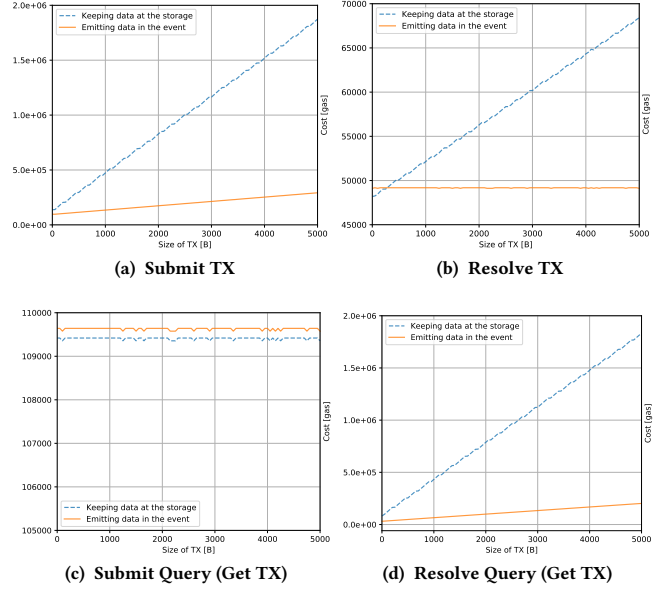 2.0e+06
1.5e+06
1.0e+06
5.0e+05
0.0e+00
Keeping data at the storage
Emitting data in the event
0 1000 2000 3000 4000 5000
Size of TX [B]
Cost [gas]
(a) Submit TX
70000
65000
60000
55000
50000
45000
Keeping data at the storage
Emitting data in the event
0 1000 2000 3000 4000 5000
Size of TX [B]
Cost [gas]
(b) Resolve TX
110000
109000
108000
107000
106000
105000
Keeping data at the storage
Emitting data in the event
0 1000 2000 3000 4000 5000
Size of TX [B]
Cost [gas]
(c) Submit Query (Get TX)
2.0e+06
1.5e+06
1.0e+06
5.0e+05
0.0e+00
Keeping data at the storage
Emitting data in the event
0 1000 2000 3000 4000 5000
Size of TX [B]
Cost [gas]
(d) Resolve Query (Get TX)